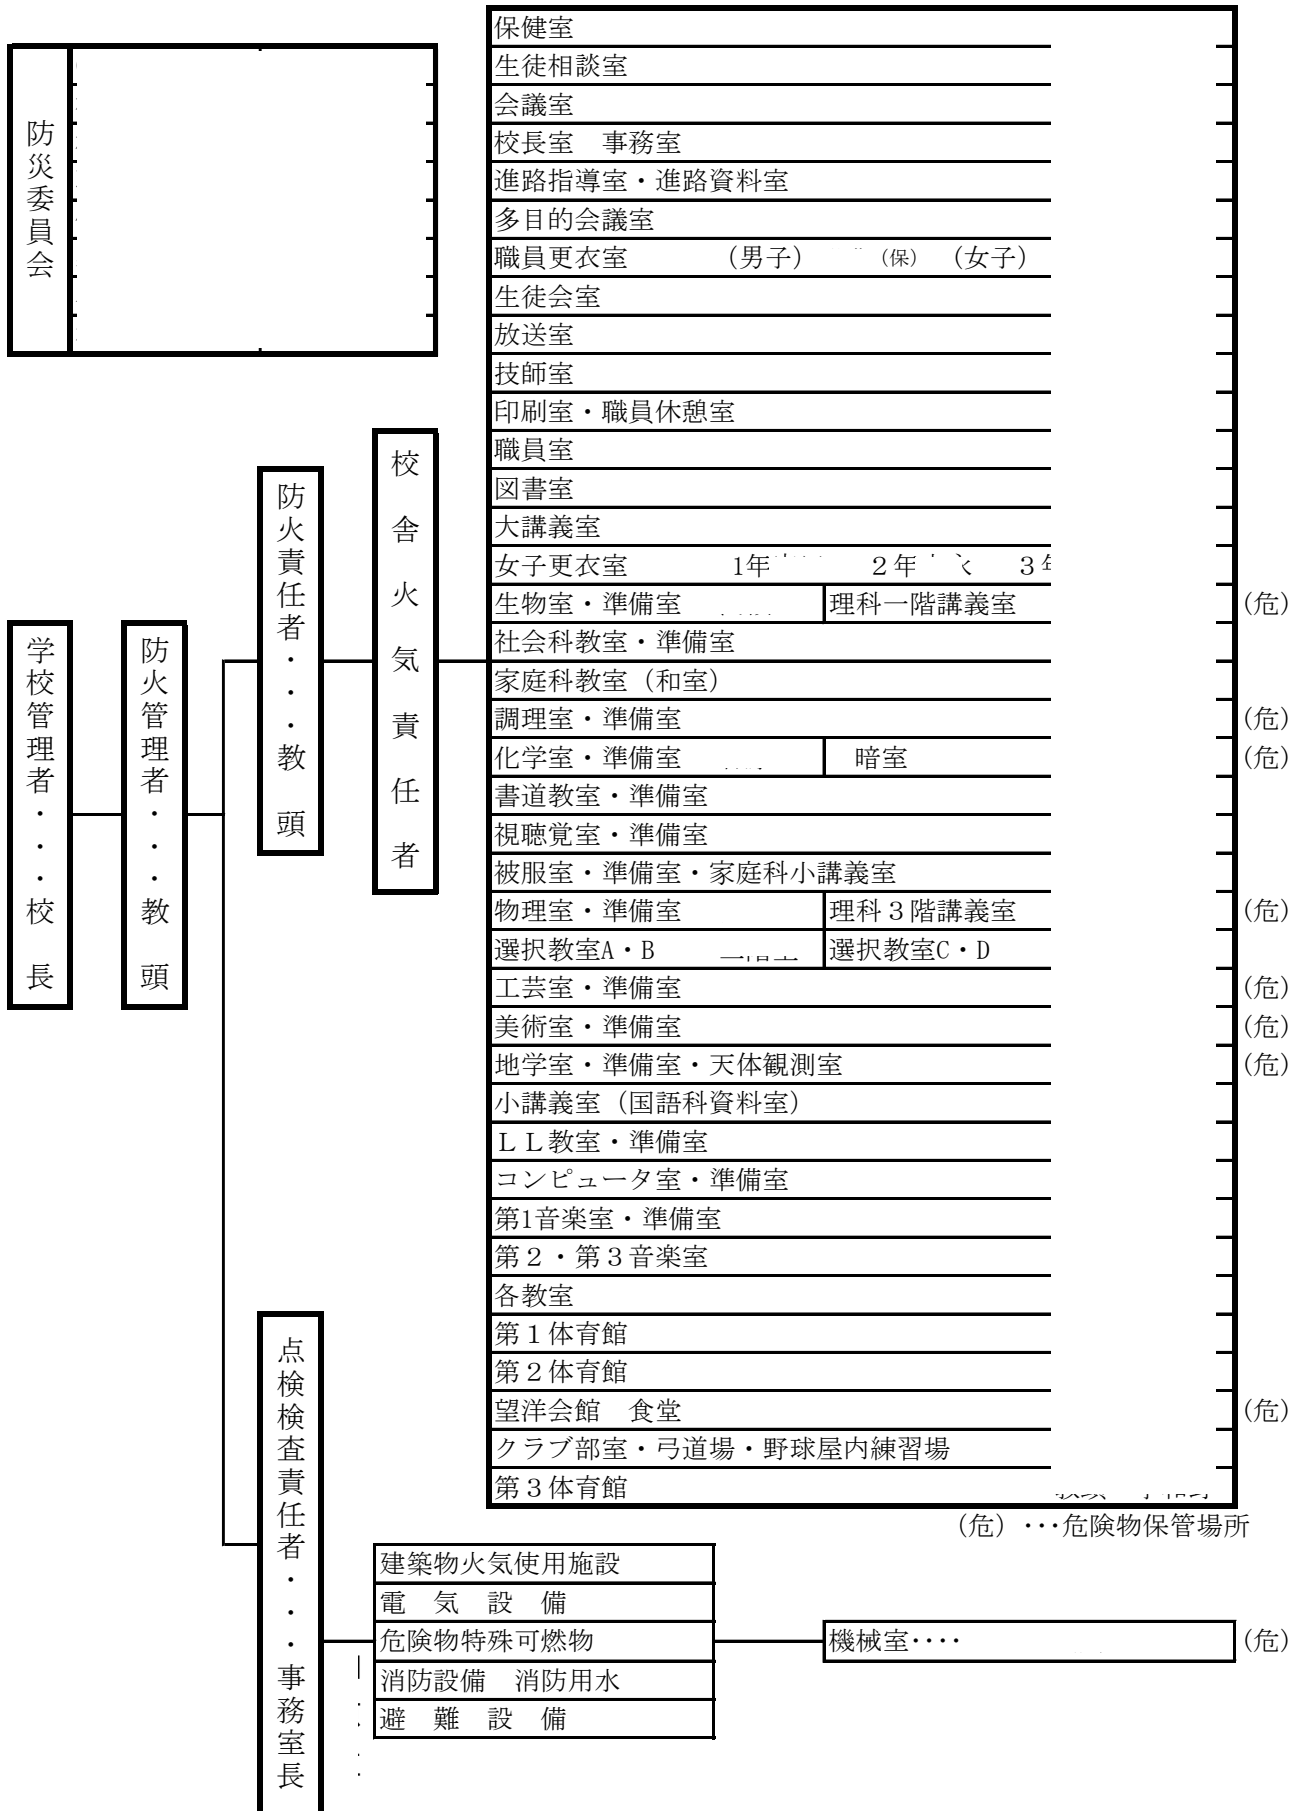 防災委員会
学校管理者・・・校長
防火管理者・・・教頭
防火責任者・・・教頭
校舎火気責任者
保健室
生徒相談室
会議室
校長室　事務室
進路指導室・進路資料室
多目的会議室
職員更衣室　（男子）　（保）　（女子）
生徒会室
放送室
技師室
印刷室・職員休憩室
職員室
図書室
大講義室
女子更衣室　1年　２年　３年
生物室・準備室　理科一階講義室　（危）
社会科教室・準備室
家庭科教室（和室）
調理室・準備室　（危）
化学室・準備室　暗室　（危）
書道教室・準備室
視聴覚室・準備室
被服室・準備室・家庭科小講義室
物理室・準備室　理科３階講義室　（危）
選択教室A・B　選択教室C・D
工芸室・準備室　（危）
美術室・準備室　（危）
地学室・準備室・天体観測室　（危）
小講義室（国語科資料室）
ＬＬ教室・準備室
コンピュータ室・準備室
第1音楽室・準備室
第２・第３音楽室
各教室
第１体育館
第２体育館
望洋会館　食堂　（危）
クラブ部室・弓道場・野球屋内練習場
第３体育館
（危）･･･危険物保管場所
点検検査責任者・・・事務室長
建築物火気使用施設
電　気　設　備
危険物特殊可燃物
消防設備　消防用水
避　難　設　備
機械室････　（危）